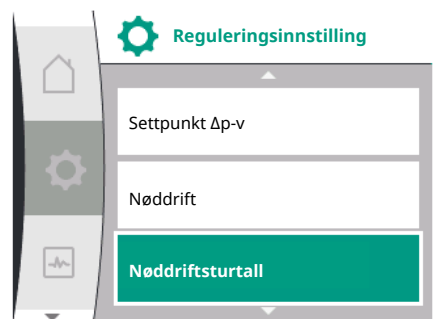 Reguleringsinnstilling
Settpunkt Δp-v
Nøddrift
Nøddriftsturtall